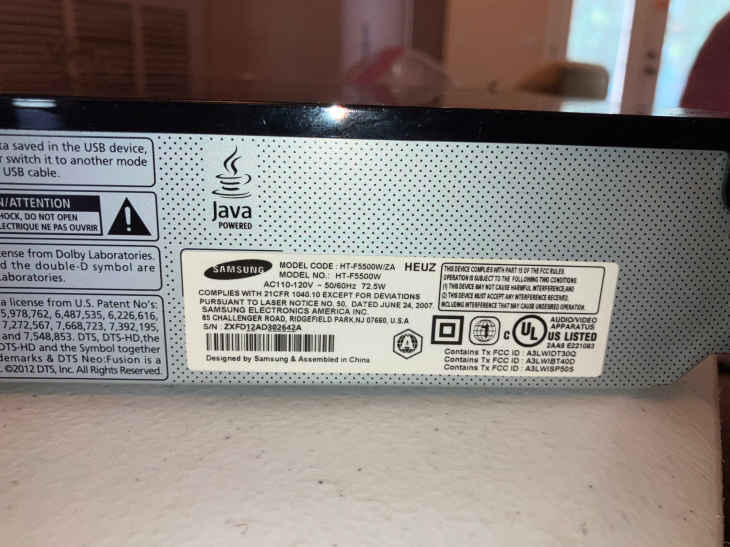 ta saved in the USB device,
switch it to another mode
USB cable.
N/ATTENTION
HOCK, DO NOT OPEN
LECTRIQUE NE PAS OUVRIR
ense from Dolby Laboratories.
d the double-D symbol are
aboratories.
a license from U.S. Patent No's:
5,978,762, 6,487,535, 6,226,616,
7,272,567, 7,668,723, 7,392,195,
and 7,548,853. DTS, DTS-HD,the
DTS-HD and the Symbol together
demarks & DTS Neo:Fusion is a
©2012 DTS, Inc. All Rights Reserved.
Java
POWERED
SAMSUNG
MODEL CODE : HT-F5500W/ZA HEUZ
MODEL NO.: HT-F5500W
AC110-120V ~ 50/60Hz 72.5W
COMPLIES WITH 21CFR 1040.10 EXCEPT FOR DEVIATIONS
PURSUANT TO LASER NOTICE NO. 50, DATED JUNE 24, 2007.
SAMSUNG ELECTRONICS AMERICA INC.
85 CHALLENGER ROAD, RIDGEFIELD PARK,NJ 07660, U.S.A
S/N : ZXFD12AD302642A
Designed by Samsung & Assembled in China
THIS DEVICE COMPLIES WITH PART 15 OF THE FCC RULES.
OPERATION IS SUBJECT TO THE FOLLOWING TWO CONDITIONS:
(1) THIS DEVICE MAY NOT CAUSE HARMFUL INTERFERENCE,AND
(2) THIS DEVICE MUST ACCEPT ANY INTERFERENCE RECEIVED,
INCLUDING INTERFERENCE THAT MAY CAUSE UNDESIRED OPERATION.
C UL US LISTED
AUDIO/VIDEO
APPARATUS
2AA5 E221083
Contains Tx FCC ID : A3LWIDT30Q
Contains Tx FCC ID : A3LWIBT40D
Contains Tx FCC ID : A3LWISP50S